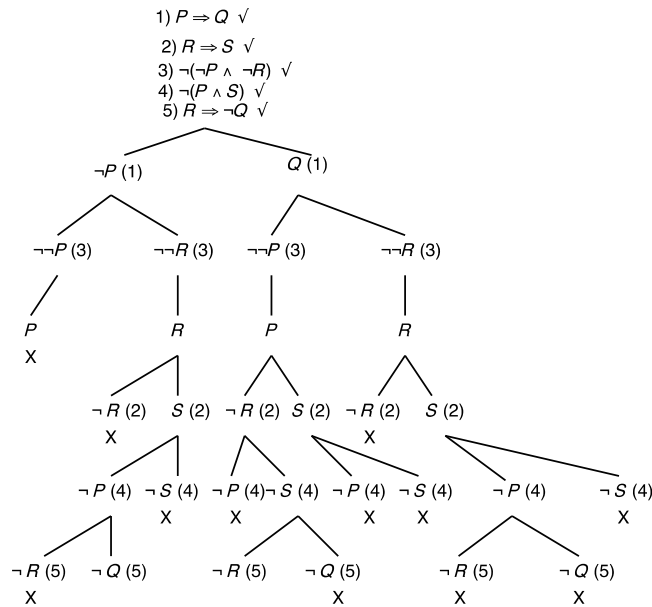 1) P ⇒ Q √
2) R ⇒ S √
3) ¬(¬P ∧ ¬R) √
4) ¬(P ∧ S) √
5) R ⇒ ¬Q √
¬P (1) Q (1)
¬¬P (3) ¬¬R (3) ¬¬P (3) ¬¬R (3)
P R P R
X
¬R (2) S (2) ¬R (2) S (2) ¬R (2) S (2)
X X
¬P (4) ¬S (4) ¬P (4) ¬S (4) ¬P (4) ¬S (4) ¬P (4) ¬S (4)
X X X X X
¬R (5) ¬Q (5) ¬R (5) ¬Q (5) ¬R (5) ¬Q (5)
X X X X